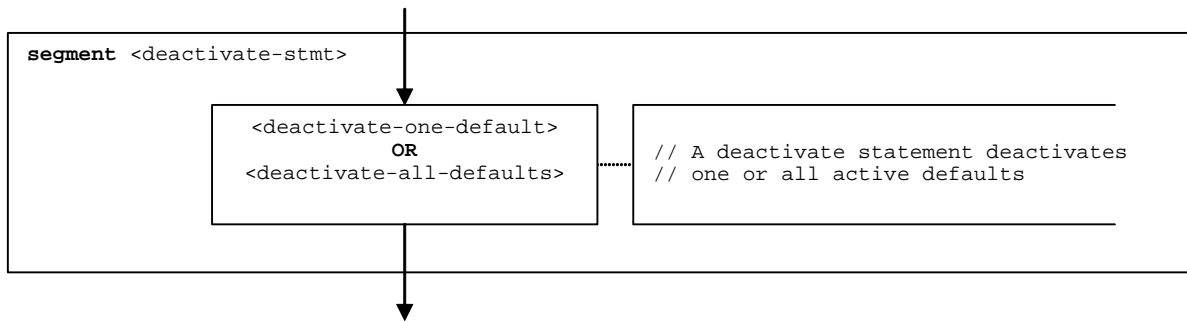 segment <deactivate-stmt>
<deactivate-one-default>
OR
<deactivate-all-defaults>
// A deactivate statement deactivates
// one or all active defaults